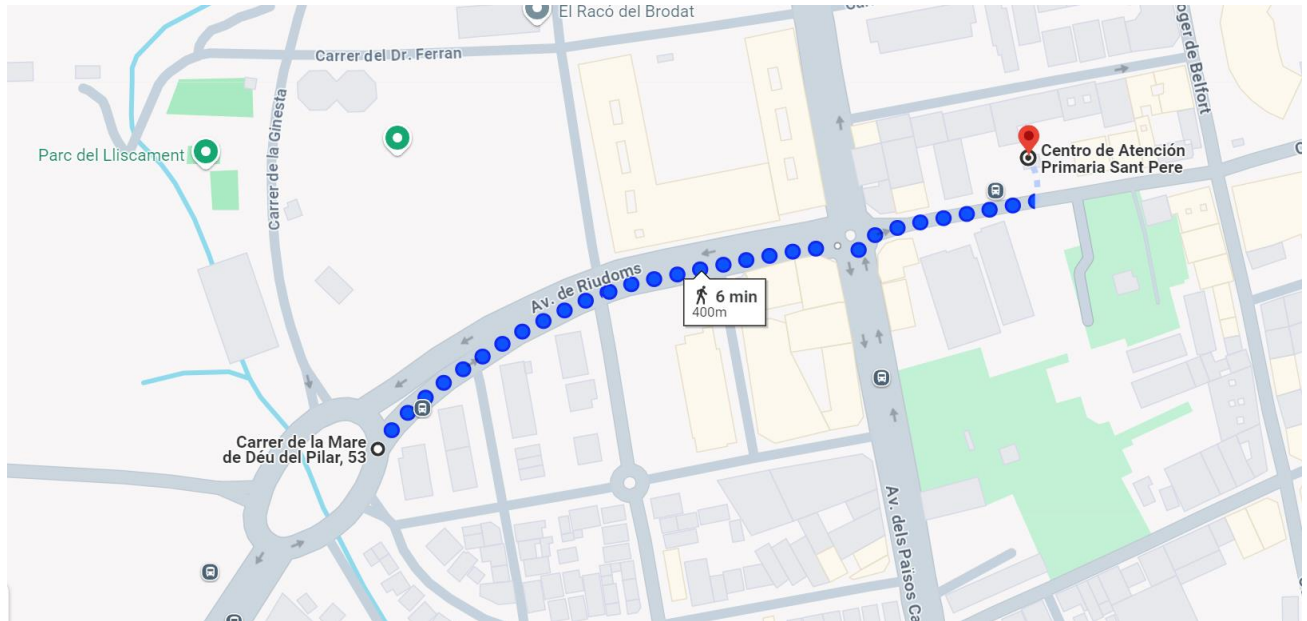 El Racó del Brodat
Carrer del Dr. Ferran
oger de Belfort
Carrer de la Ginesta
Parc del Lliscament
Centro de Atención
Primaria Sant Pere
Av. de Riudoms
6 min
400m
Carrer de la Mare
de Déu del Pilar, 53
Av. dels Països Ca